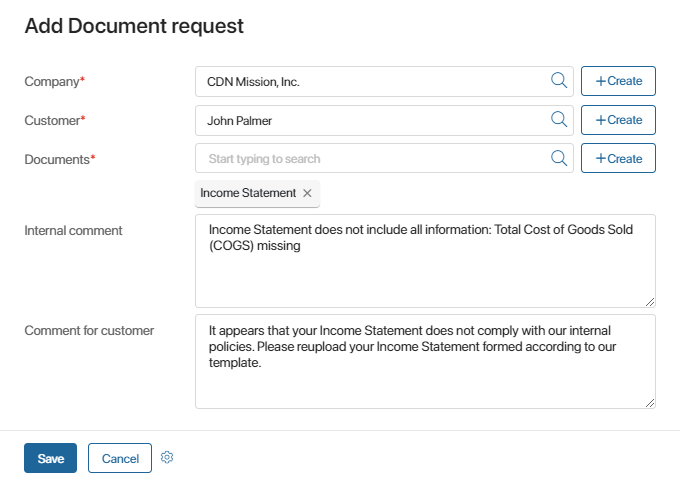 Add Document request
Company*
CDN Mission, Inc.
+Create
Customer*
John Palmer
+Create
Documents*
Start typing to search
+Create
Income Statement ×
Internal comment
Income Statement does not include all information: Total Cost of Goods Sold
(COGS) missing
Comment for customer
It appears that your Income Statement does not comply with our internal
policies. Please reupload your Income Statement formed according to our
template.
Save
Cancel